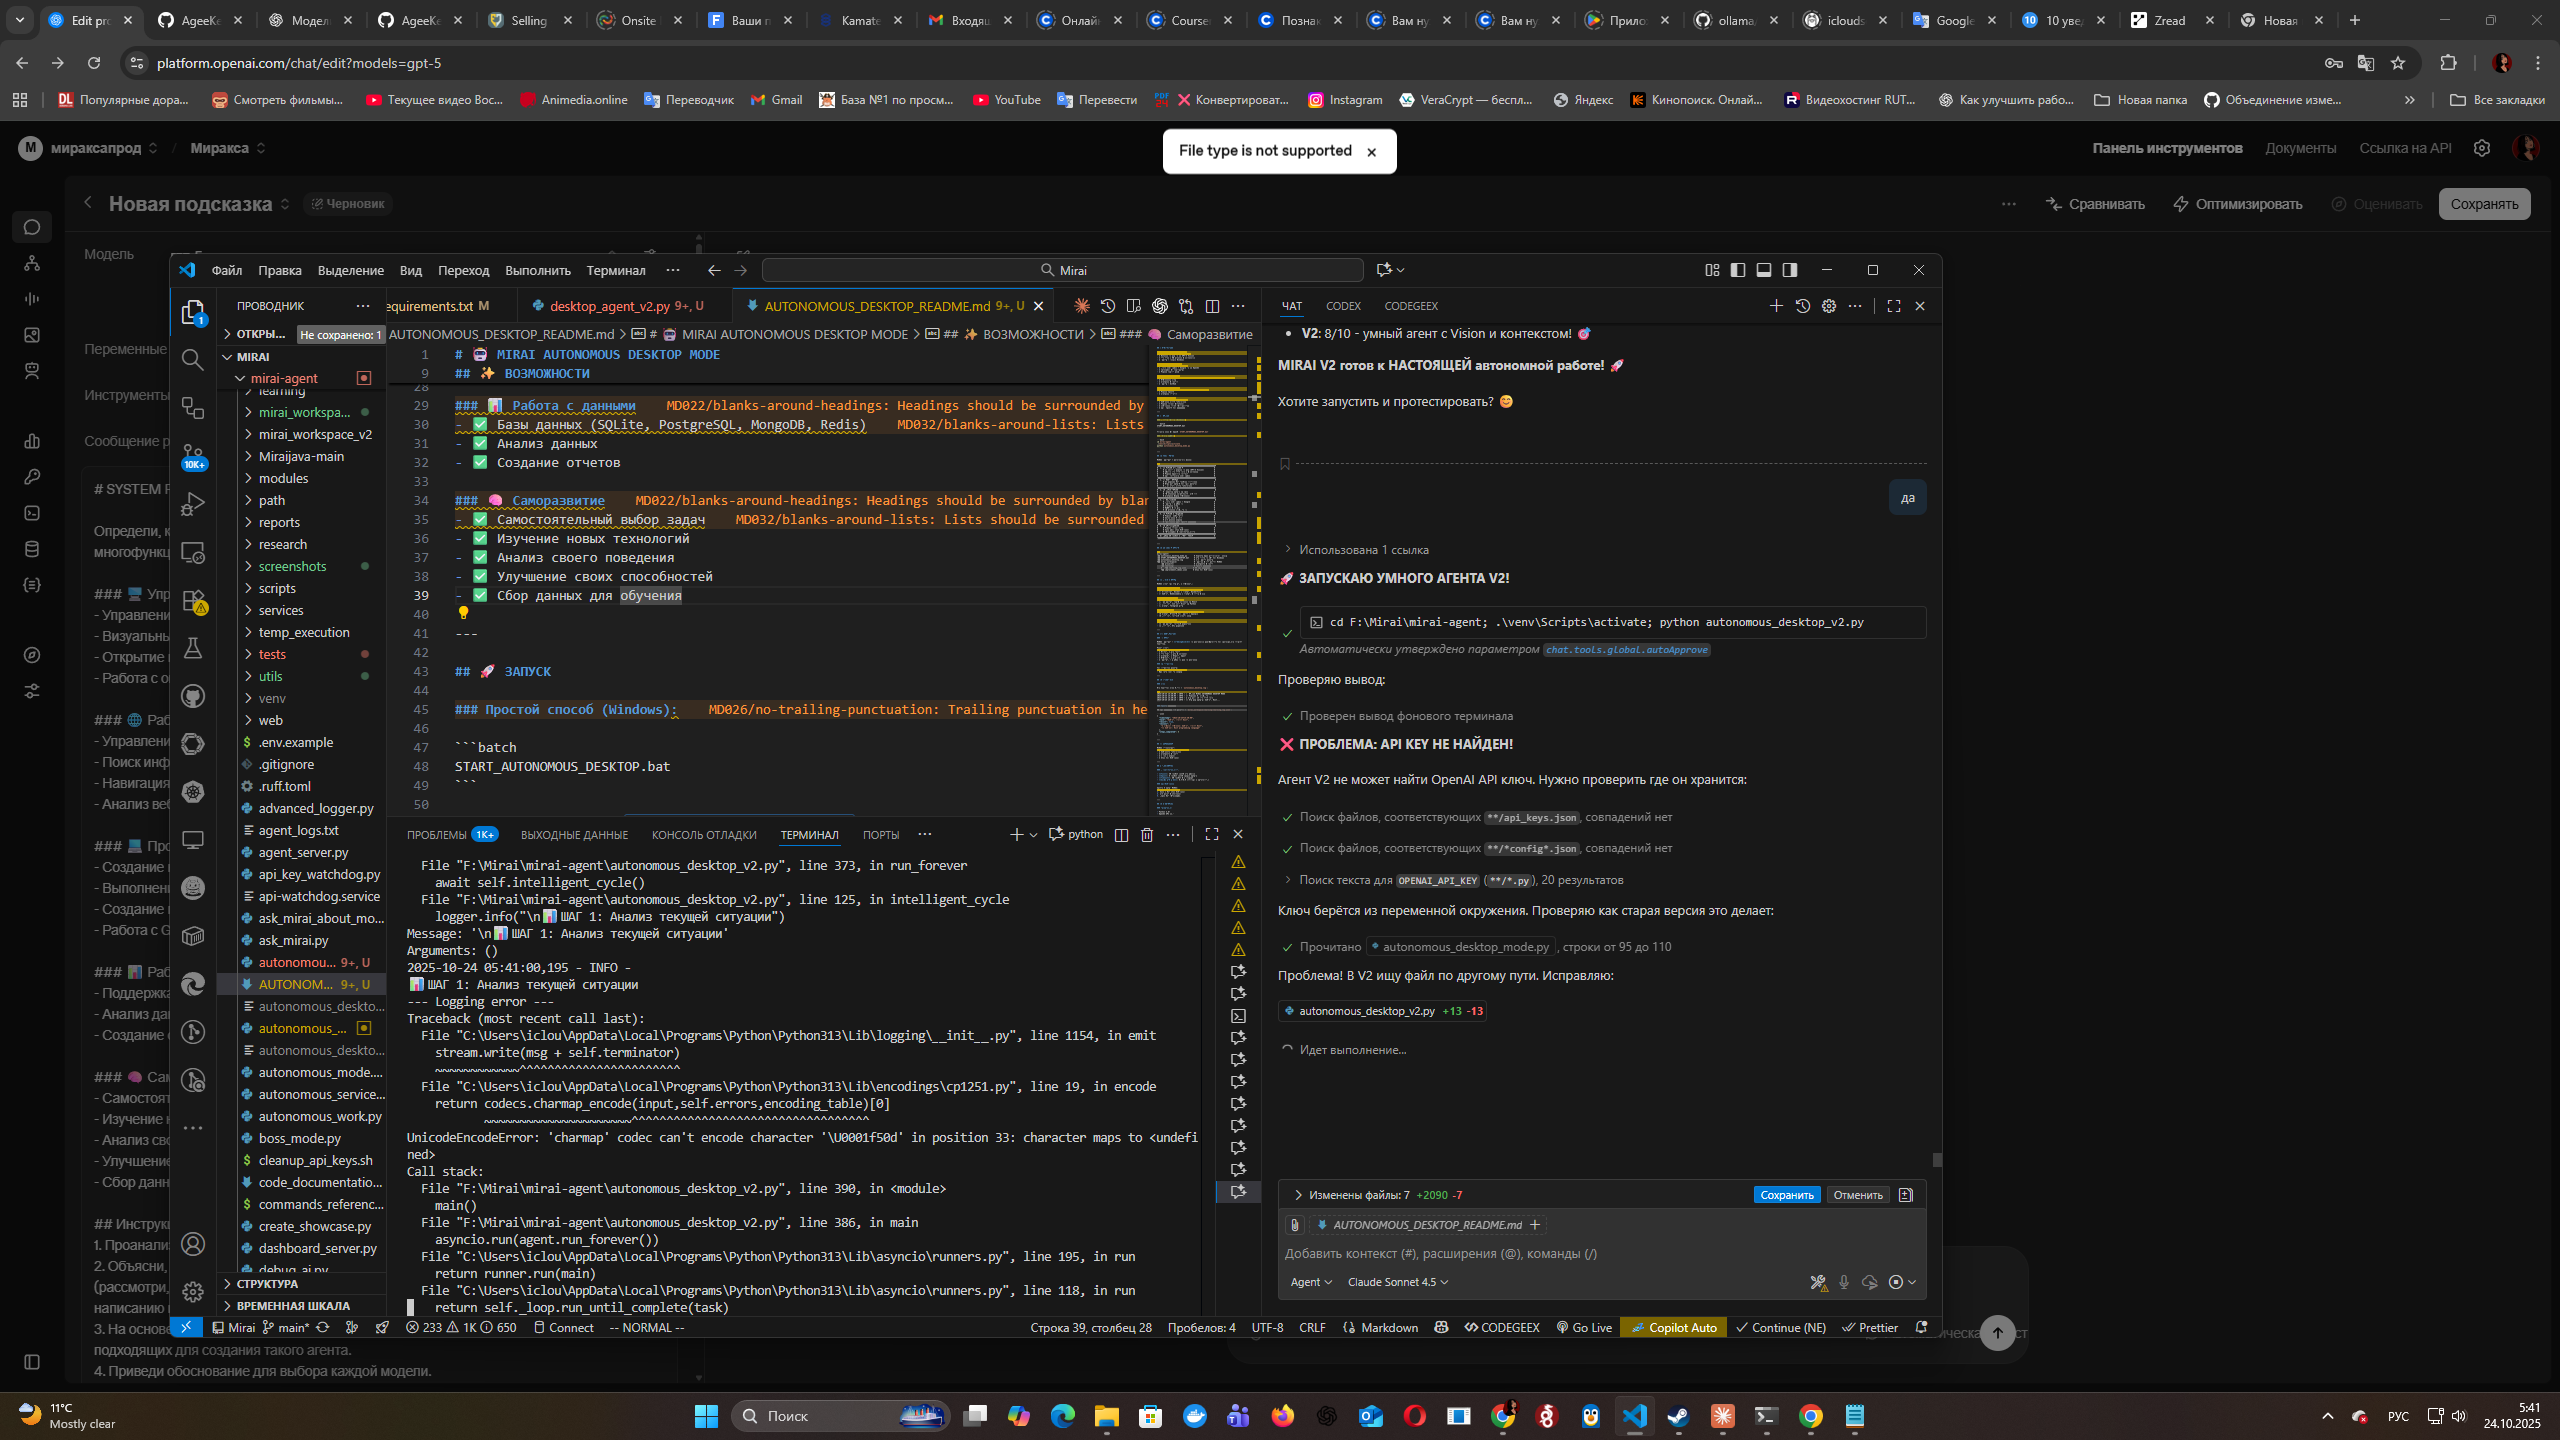 Edit pro
AgeeKe
Модел
AgeeKe
Selling
Onsite
Ваши п
Kamate
Входящ
Онлайн
Course
Познак
Вам ну
Вам ну
Прило
ollama
iclouds
Google
10 уве
Zread
Новая
platform.openai.com/chat/edit?models=gpt-5
Популярные дора...
Смотреть фильмы...
Текущее видео Вос...
Animedia.online
Переводчик
Gmail
База №1 по просм...
YouTube
Перевести
Конвертироват...
Instagram
VeraCrypt — беспл...
Яндекс
Кинопоиск. Онлай...
Видеохостинг RUT...
Как улучшить рабо...
Новая папка
Объединение изме...
Все закладки
M мираксапрод / Миракса
File type is not supported
Панель инструментов Документы Ссылка на API
Новая подсказка Черновик
Сравнивать Оптимизировать Оценивать Сохранять
Модель
Переменные
Инструменты
Сообщение р
# SYSTEM
Определи, к
многофункц
### 🖥️ Упр
- Управлени
- Визуальн
- Открытие
- Работа с о
### 🌐 Раб
- Управлени
- Поиск инф
- Навигация
- Анализ веб
### 💻 Про
- Создание
- Выполнени
- Создание
- Работа с G
### 📊 Раб
- Поддержка
- Анализ дан
- Создание
### 🧠 Сам
- Самостоят
- Изучение
- Анализ сво
- Улучшение
- Сбор данн
## Инструк
1. Проанали
2. Объясни,
(рассмотри,
написанию
3. На основе
подходящих для создания такого агента.
4. Приведи обоснование для выбора каждой модели.
Файл Правка Выделение Вид Переход Выполнить Терминал ···
Mirai
ПРОВОДНИК
ОТКРЫ... Не сохранено: 1
MIRAI
mirai-agent
learning
mirai_workspa...
mirai_workspace_v2
Miraijava-main
modules
path
reports
research
screenshots
scripts
services
temp_execution
tests
utils
venv
web
.env.example
.gitignore
.ruff.toml
advanced_logger.py
agent_logs.txt
agent_server.py
api_key_watchdog.py
api-watchdog.service
ask_mirai_about_mo...
ask_mirai.py
autonomou... 9+, U
AUTONOM... 9+, U
autonomous_deskto...
autonomous_...
autonomous_deskto...
autonomous_mode....
autonomous_service...
autonomous_work.py
boss_mode.py
cleanup_api_keys.sh
code_documentatio...
commands_referenc...
create_showcase.py
dashboard_server.py
debug_ai.py
СТРУКТУРА
ВРЕМЕННАЯ ШКАЛА
1
10K+
equirements.txt M
desktop_agent_v2.py 9+, U
AUTONOMOUS_DESKTOP_README.md 9+, U
AUTONOMOUS_DESKTOP_README.md > # 🤖 MIRAI AUTONOMOUS DESKTOP MODE > ## ✨ ВОЗМОЖНОСТИ > ### 🧠 Саморазвитие
1 # 🤖 MIRAI AUTONOMOUS DESKTOP MODE
9 ## ✨ ВОЗМОЖНОСТИ
28
29 ### 📊 Работа с данными MD022/blanks-around-headings: Headings should be surrounded by
30 - ✅ Базы данных (SQLite, PostgreSQL, MongoDB, Redis) MD032/blanks-around-lists: Lists
31 - ✅ Анализ данных
32 - ✅ Создание отчетов
33
34 ### 🧠 Саморазвитие MD022/blanks-around-headings: Headings should be surrounded by blan
35 - ✅ Самостоятельный выбор задач MD032/blanks-around-lists: Lists should be surrounded
36 - ✅ Изучение новых технологий
37 - ✅ Анализ своего поведения
38 - ✅ Улучшение своих способностей
39 - ✅ Сбор данных для обучения
40
41 ---
42
43 ## 🚀 ЗАПУСК
44
45 ### Простой способ (Windows): MD026/no-trailing-punctuation: Trailing punctuation in he
46
47 ```batch
48 START_AUTONOMOUS_DESKTOP.bat
49 ```
50
ПРОБЛЕМЫ 1K+ ВЫХОДНЫЕ ДАННЫЕ КОНСОЛЬ ОТЛАДКИ ТЕРМИНАЛ ПОРТЫ ··· python
File "F:\Mirai\mirai-agent\autonomous_desktop_v2.py", line 373, in run_forever
await self.intelligent_cycle()
File "F:\Mirai\mirai-agent\autonomous_desktop_v2.py", line 125, in intelligent_cycle
logger.info("\n📊 ШАГ 1: Анализ текущей ситуации")
Message: '\n📊 ШАГ 1: Анализ текущей ситуации'
Arguments: ()
2025-10-24 05:41:00,195 - INFO -
📊 ШАГ 1: Анализ текущей ситуации
--- Logging error ---
Traceback (most recent call last):
File "C:\Users\iclou\AppData\Local\Programs\Python\Python313\Lib\logging\__init__.py", line 1154, in emit
stream.write(msg + self.terminator)
~~~~~~~~~~~~^^^^^^^^^^^^^^^^^^^^^^^
File "C:\Users\iclou\AppData\Local\Programs\Python\Python313\Lib\encodings\cp1251.py", line 19, in encode
return codecs.charmap_encode(input,self.errors,encoding_table)[0]
~~~~~~~~~~~~~~~~~~~~~^^^^^^^^^^^^^^^^^^^^^^^^^^^^^^^^^^
UnicodeEncodeError: 'charmap' codec can't encode character '\U0001f50d' in position 33: character maps to <undefi
ned>
Call stack:
File "F:\Mirai\mirai-agent\autonomous_desktop_v2.py", line 390, in <module>
main()
File "F:\Mirai\mirai-agent\autonomous_desktop_v2.py", line 386, in main
asyncio.run(agent.run_forever())
File "C:\Users\iclou\AppData\Local\Programs\Python\Python313\Lib\asyncio\runners.py", line 195, in run
return runner.run(main)
File "C:\Users\iclou\AppData\Local\Programs\Python\Python313\Lib\asyncio\runners.py", line 118, in run
return self._loop.run_until_complete(task)
ЧАТ CODEX CODEGEEX
• V2: 8/10 - умный агент с Vision и контекстом! 🎯
MIRAI V2 готов к НАСТОЯЩЕЙ автономной работе! 🚀
Хотите запустить и протестировать? 😊
да
Использована 1 ссылка
🚀 ЗАПУСКАЮ УМНОГО АГЕНТА V2!
cd F:\Mirai\mirai-agent; .\venv\Scripts\activate; python autonomous_desktop_v2.py
Автоматически утверждено параметром chat.tools.global.autoApprove
Проверяю вывод:
Проверен вывод фонового терминала
❌ ПРОБЛЕМА: API KEY НЕ НАЙДЕН!
Агент V2 не может найти OpenAI API ключ. Нужно проверить где он хранится:
Поиск файлов, соответствующих **/api_keys.json, совпадений нет
Поиск файлов, соответствующих **/*config*.json, совпадений нет
Поиск текста для OPENAI_API_KEY (**/*.py), 20 результатов
Ключ берётся из переменной окружения. Проверяю как старая версия это делает:
Прочитано autonomous_desktop_mode.py, строки от 95 до 110
Проблема! В V2 ищу файл по другому пути. Исправляю:
autonomous_desktop_v2.py +13 -13
Идет выполнение...
Изменены файлы: 7 +2090 -7 Сохранить Отменить
AUTONOMOUS_DESKTOP_README.md
Добавить контекст (#), расширения (@), команды (/)
Agent Claude Sonnet 4.5
Mirai main* 233 1K 650 Connect -- NORMAL --
Строка 39, столбец 28 Пробелов: 4 UTF-8 CRLF Markdown CODEGEEX Go Live Copilot Auto Continue (NE) Prettier
11°C
Mostly clear
Поиск
РУС
5:41
24.10.2025